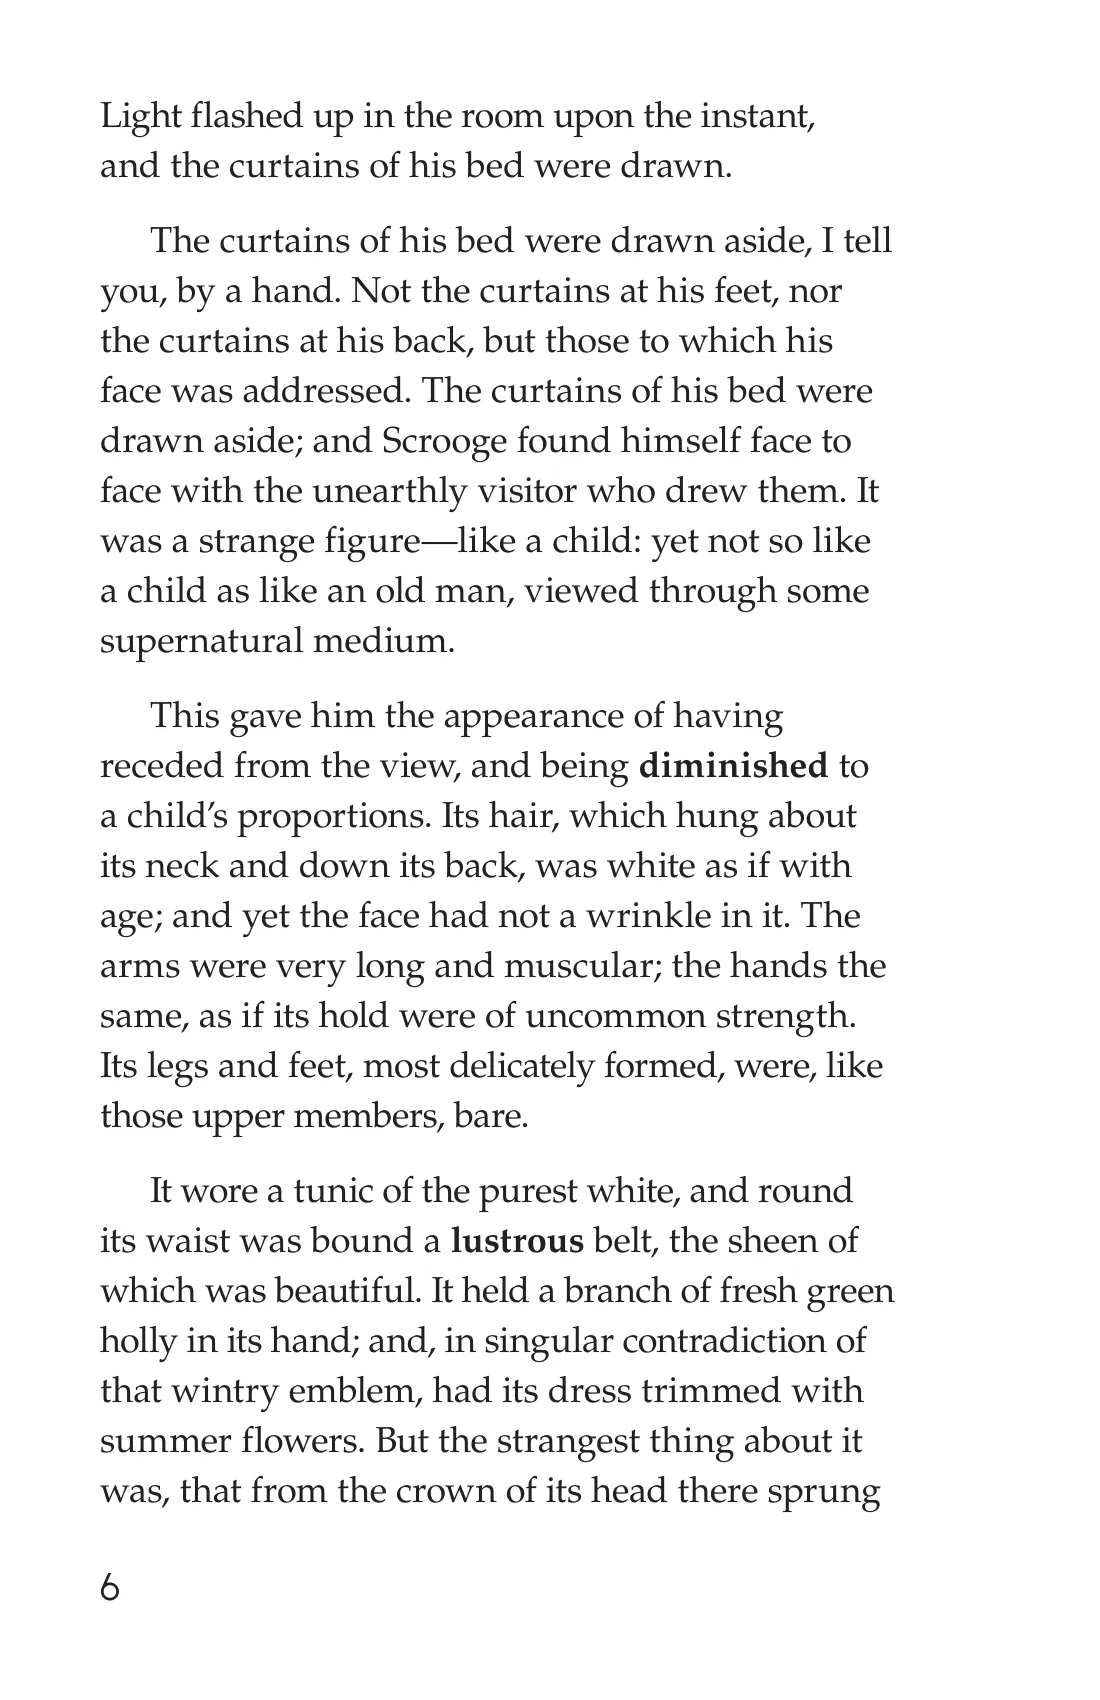 Light flashed up in the room upon the instant,
and the curtains of his bed were drawn.
The curtains of his bed were drawn aside, I tell
you, by a hand. Not the curtains at his feet, nor
the curtains at his back, but those to which his
face was addressed. The curtains of his bed were
drawn aside; and Scrooge found himself face to
face with the unearthly visitor who drew them. It
was a strange figure—like a child: yet not so like
a child as like an old man, viewed through some
supernatural medium.
This gave him the appearance of having
receded from the view, and being diminished to
a child’s proportions. Its hair, which hung about
its neck and down its back, was white as if with
age; and yet the face had not a wrinkle in it. The
arms were very long and muscular; the hands the
same, as if its hold were of uncommon strength.
Its legs and feet, most delicately formed, were, like
those upper members, bare.
It wore a tunic of the purest white, and round
its waist was bound a lustrous belt, the sheen of
which was beautiful. It held a branch of fresh green
holly in its hand; and, in singular contradiction of
that wintry emblem, had its dress trimmed with
summer flowers. But the strangest thing about it
was, that from the crown of its head there sprung
6